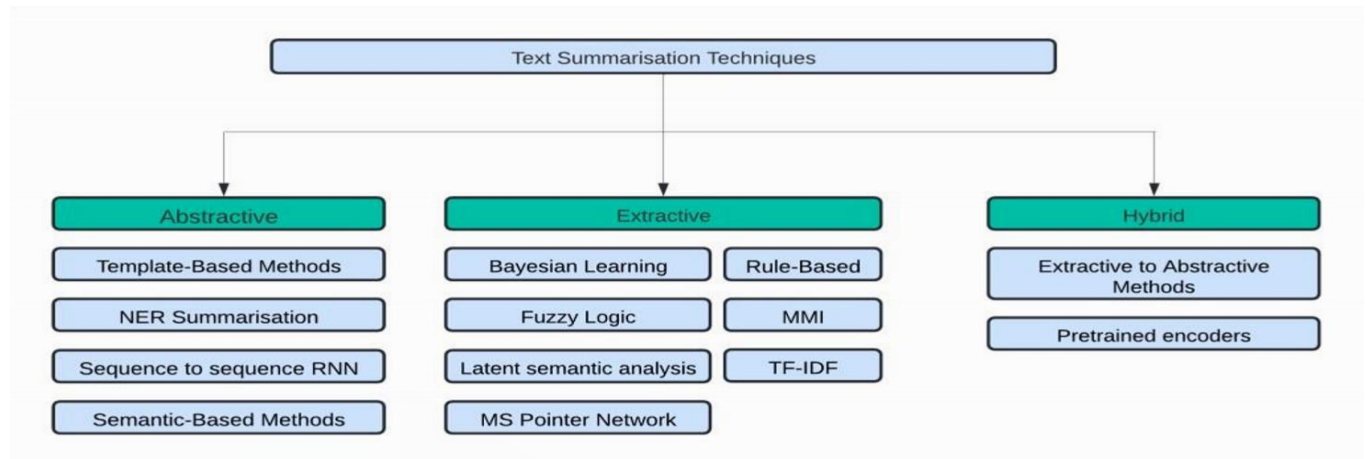 Text Summarisation Techniques
Abstractive
Template-Based Methods
NER Summarisation
Sequence to sequence RNN
Semantic-Based Methods
Extractive
Bayesian Learning
Fuzzy Logic
Latent semantic analysis
MS Pointer Network
Rule-Based
MMI
TF-IDF
Hybrid
Extractive to Abstractive
Methods
Pretrained encoders